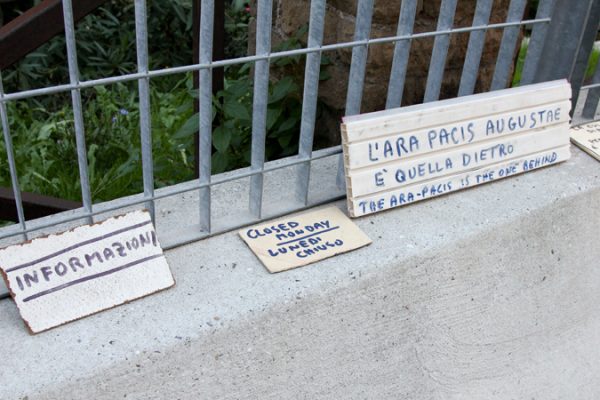 INFORMAZIONI
CLOSED
MONDAY
LUNEDI
CHIUSO
L'ARA PACIS AUGUSTAE
E' QUELLA DIETRO
THE ARA-PACIS IS THE ONE BEHIND